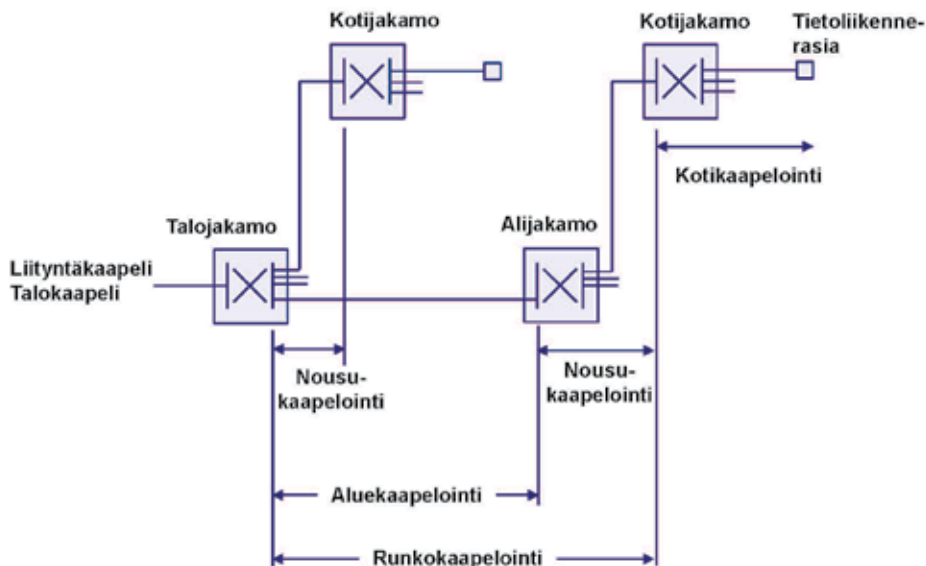 Kotijakamo
Kotijakamo
Tietoliikenne-
rasia
Kotikaapelointi
Talojakamo
Alijakamo
Liityntäkaapeli
Talokaapeli
Nousu-
kaapelointi
Nousu-
kaapelointi
Aluekaapelointi
Runkokaapelointi